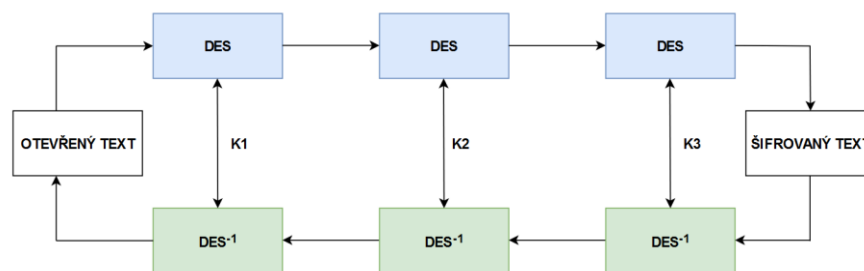 DES
DES
DES
OTEVŘENÝ TEXT
K1
K2
K3
ŠIFROVANÝ TEXT
DES⁻¹
DES⁻¹
DES⁻¹